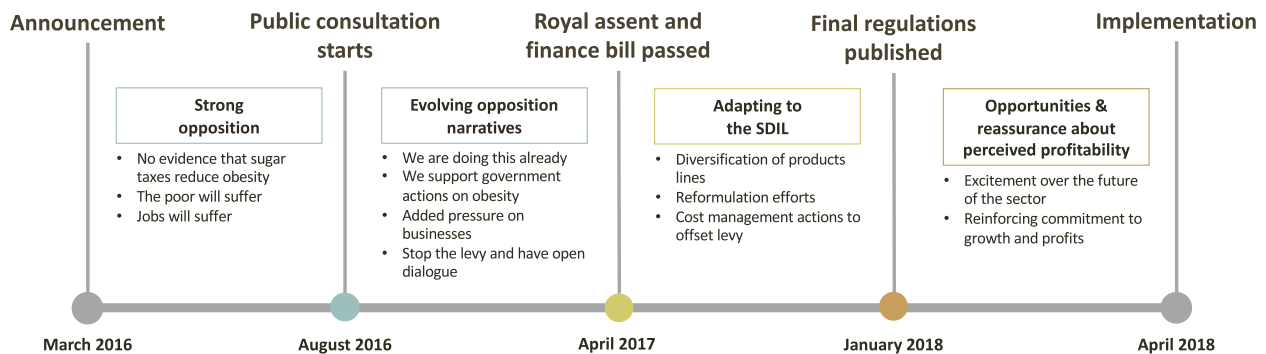 Announcement
Public consultation
starts
Royal assent and
finance bill passed
Final regulations
published
Implementation
Strong
opposition
• No evidence that sugar
taxes reduce obesity
• The poor will suffer
• Jobs will suffer
Evolving opposition
narratives
• We are doing this already
• We support government
actions on obesity
• Added pressure on
businesses
• Stop the levy and have open
dialogue
Adapting to
the SDIL
• Diversification of products
lines
• Reformulation efforts
• Cost management actions to
offset levy
Opportunities &
reassurance about
perceived profitability
• Excitement over the future
of the sector
• Reinforcing commitment to
growth and profits
March 2016
August 2016
April 2017
January 2018
April 2018